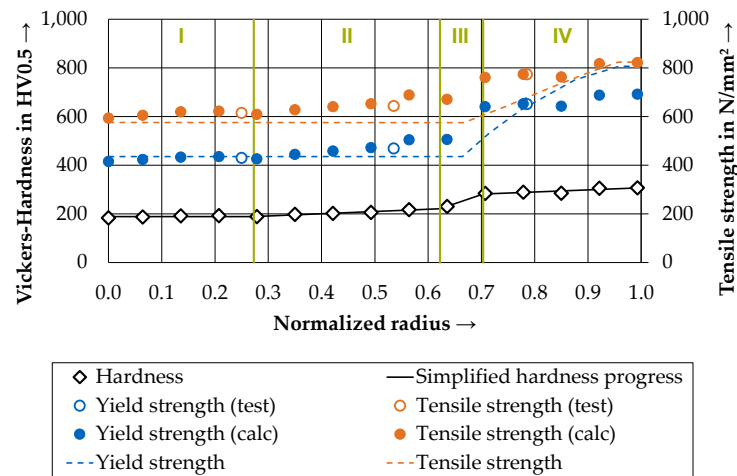 1,000 I II III IV 1,000
800 800
600 600
400 400
200 200
0 0
Vickers-Hardness in HV0.5 →
Tensile strength in N/mm² →
0.0 0.1 0.2 0.3 0.4 0.5 0.6 0.7 0.8 0.9 1.0
Normalized radius →
Hardness Simplified hardness progress
Yield strength (test) Tensile strength (test)
Yield strength (calc) Tensile strength (calc)
Yield strength Tensile strength